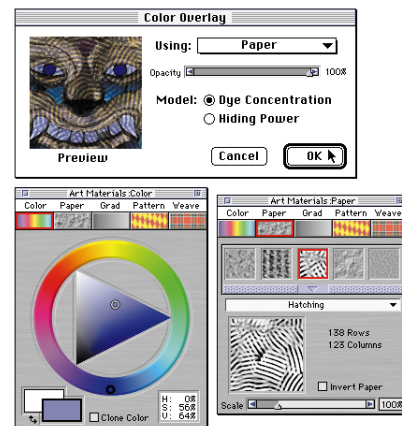 Color Overlay
Using: Paper
Opacity 100%
Model: Dye Concentration
Hiding Power
Preview
Cancel OK
Art Materials :Color
Color Paper Grad Pattern Weave
H: 0%
S: 56%
V: 64%
Clone Color
Art Materials :Paper
Color Paper Grad Pattern Weave
Hatching
138 Rows
123 Columns
Invert Paper
Scale 100%